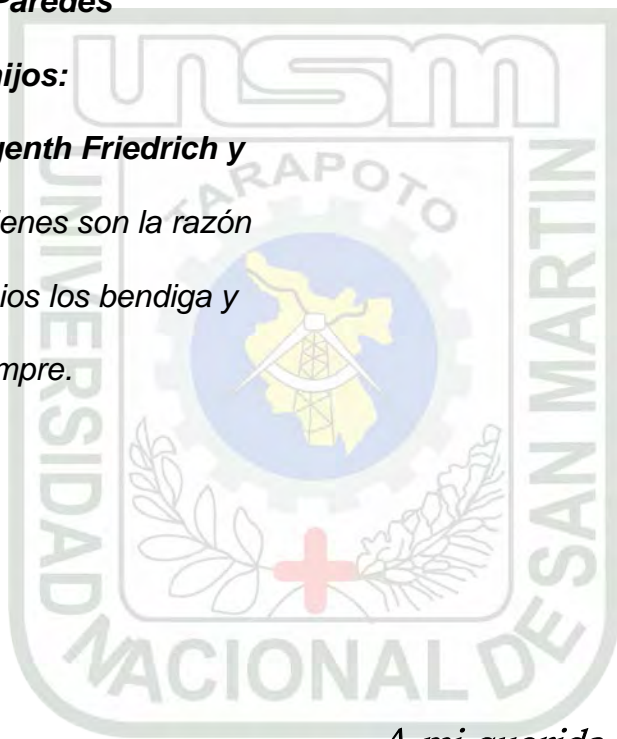 Paredes
hijos:
genth Friedrich y
ienes son la razón
ios los bendiga y
mpre.
unsm
TARAPOTO
UNIVERSIDAD NACIONAL DE SAN MARTIN
A mi querida